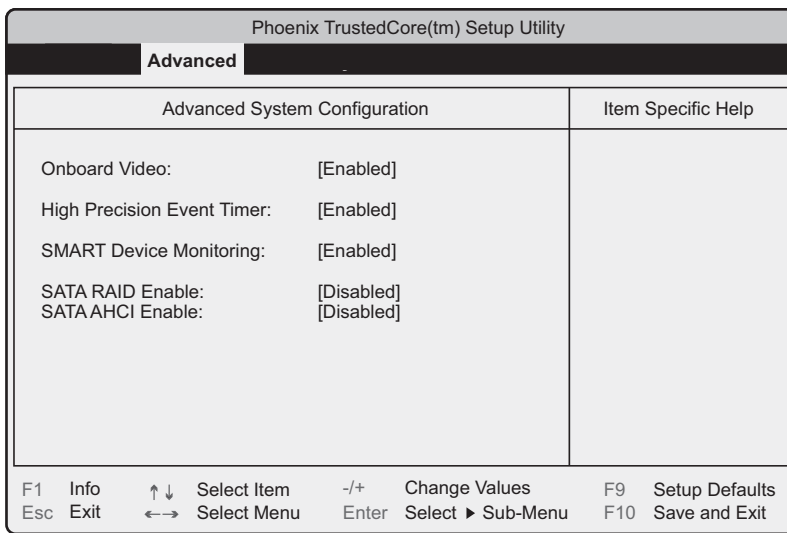 Phoenix TrustedCore(tm) Setup Utility
Advanced
Advanced System Configuration
Item Specific Help
Onboard Video: [Enabled]
High Precision Event Timer: [Enabled]
SMART Device Monitoring: [Enabled]
SATA RAID Enable: [Disabled]
SATA AHCI Enable: [Disabled]
F1 Info ↑ ↓ Select Item -/+ Change Values F9 Setup Defaults
Esc Exit ←→ Select Menu Enter Select ▶ Sub-Menu F10 Save and Exit